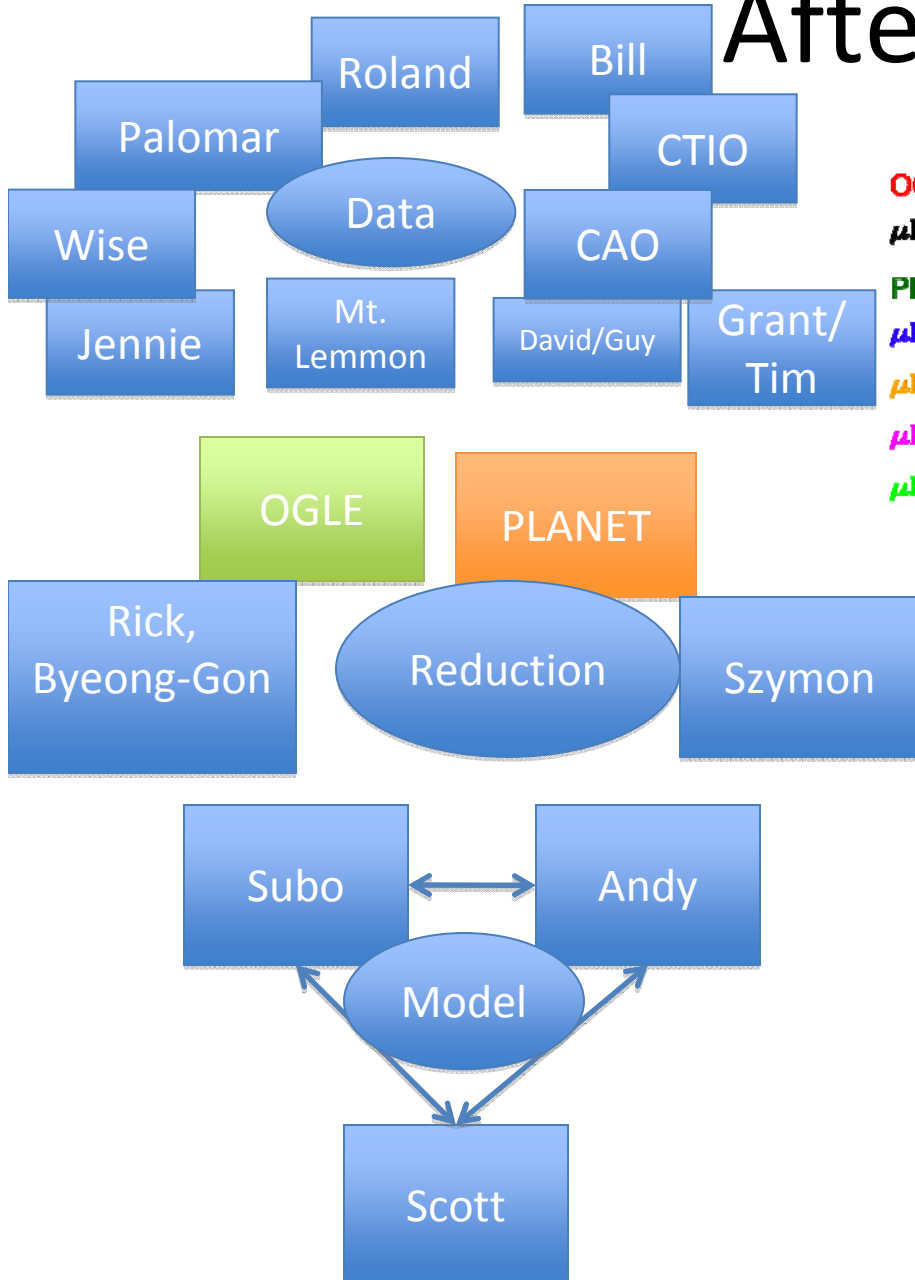 Afte
Roland
Bill
Palomar
CTIO
Data
Wise
CAO
Jennie
Mt.
Lemmon
David/Guy
Grant/
Tim
OGLE
PLANET
Rick,
Byeong-Gon
Reduction
Szymon
Subo
Andy
Model
Scott